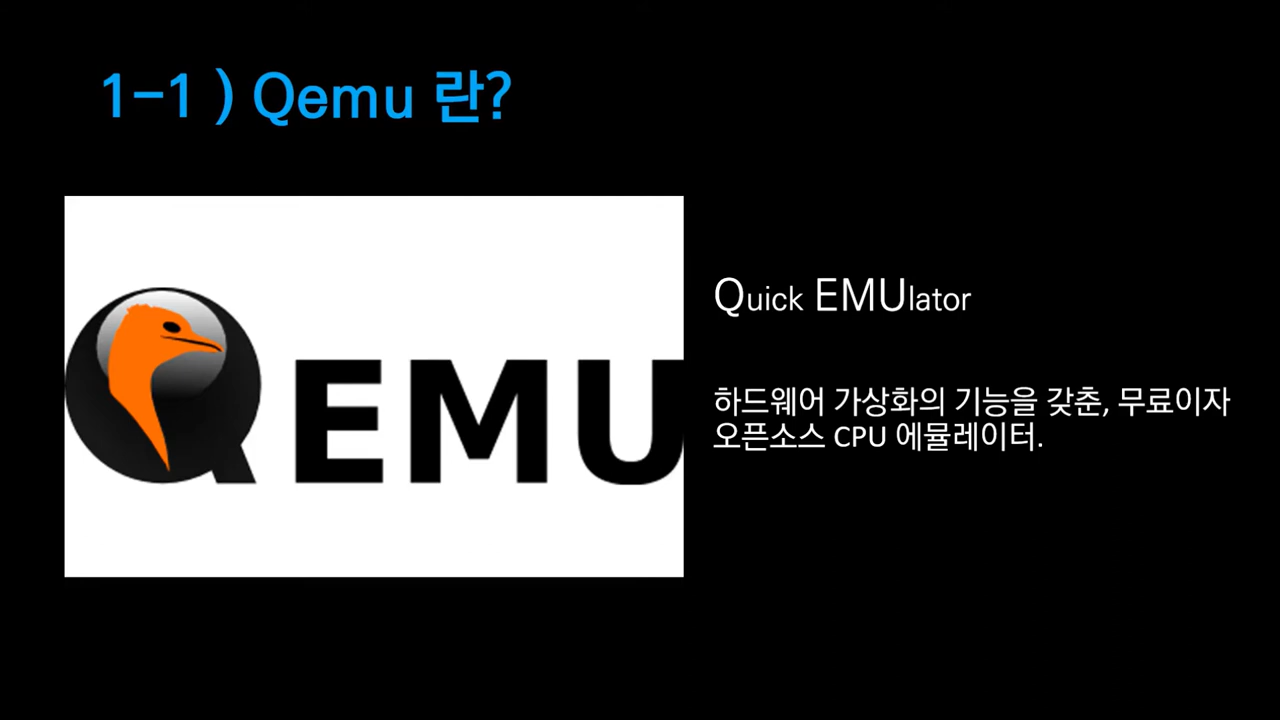 1-1 ) Qemu 란?
QEMU
Quick EMUlator
하드웨어 가상화의 기능을 갖춘, 무료이자
오픈소스 CPU 에뮬레이터.